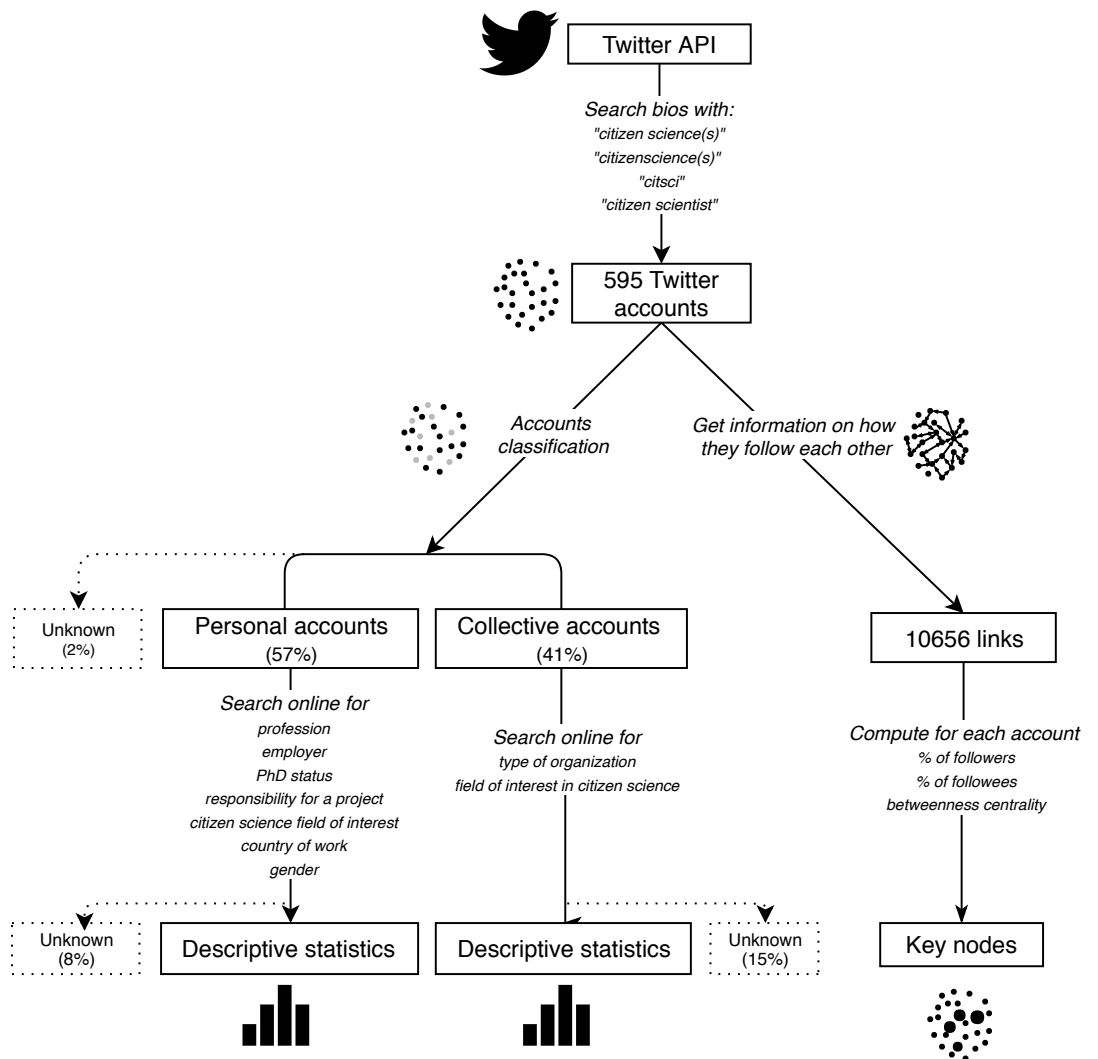 Twitter API
Search bios with:
"citizen science(s)"
"citizenscience(s)"
"citsci"
"citizen scientist"
595 Twitter
accounts
Accounts
classification
Get information on how
they follow each other
Unknown
(2%)
Personal accounts
(57%)
Collective accounts
(41%)
10656 links
Search online for
profession
employer
PhD status
responsibility for a project
citizen science field of interest
country of work
gender
Search online for
type of organization
field of interest in citizen science
Compute for each account
% of followers
% of followees
betweenness centrality
Unknown
(8%)
Descriptive statistics
Descriptive statistics
Unknown
(15%)
Key nodes